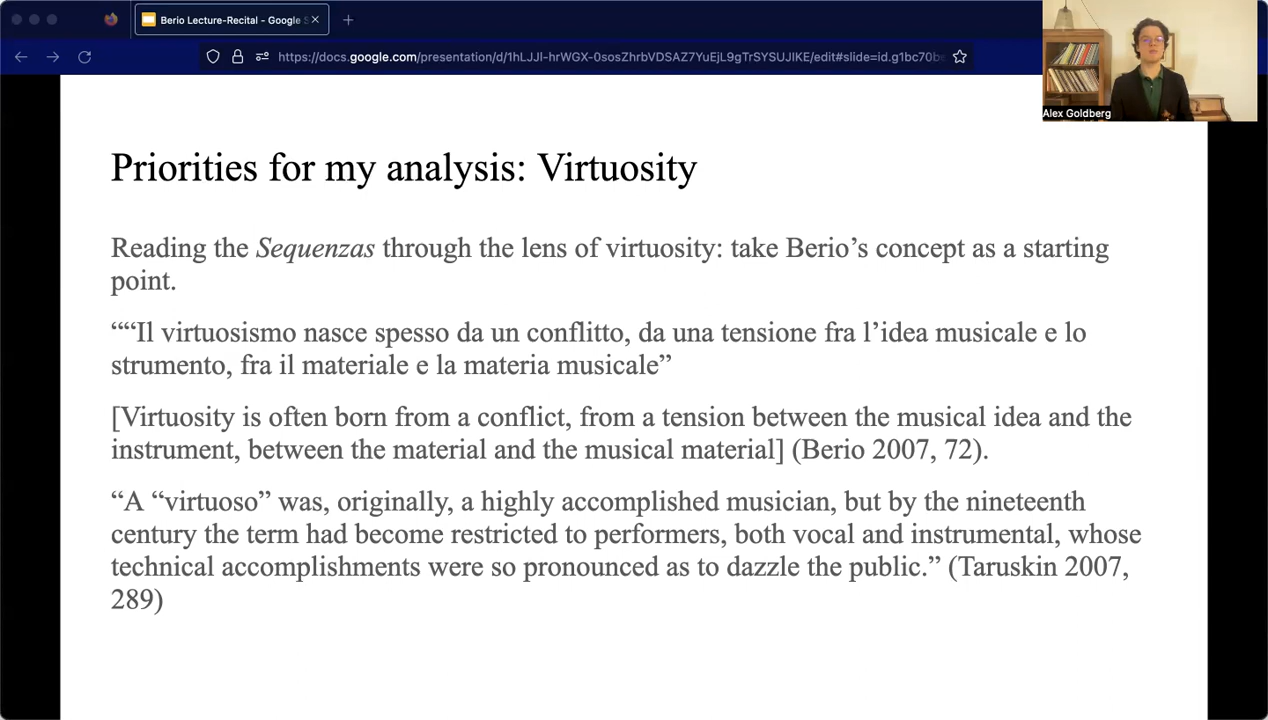 Berio Lecture-Recital - Google S
https://docs.google.com/presentation/d/1hLJJl-hrWGX-0sosZhrbVDSAZ7YuEjL9gTrSYSUJlKE/edit#slide=id.g1bc70b
Alex Goldberg
Priorities for my analysis: Virtuosity
Reading the Sequenzas through the lens of virtuosity: take Berio’s concept as a starting
point.
““Il virtuosismo nasce spesso da un conflitto, da una tensione fra l’idea musicale e lo
strumento, fra il materiale e la materia musicale”
[Virtuosity is often born from a conflict, from a tension between the musical idea and the
instrument, between the material and the musical material] (Berio 2007, 72).
“A “virtuoso” was, originally, a highly accomplished musician, but by the nineteenth
century the term had become restricted to performers, both vocal and instrumental, whose
technical accomplishments were so pronounced as to dazzle the public.” (Taruskin 2007,
289)